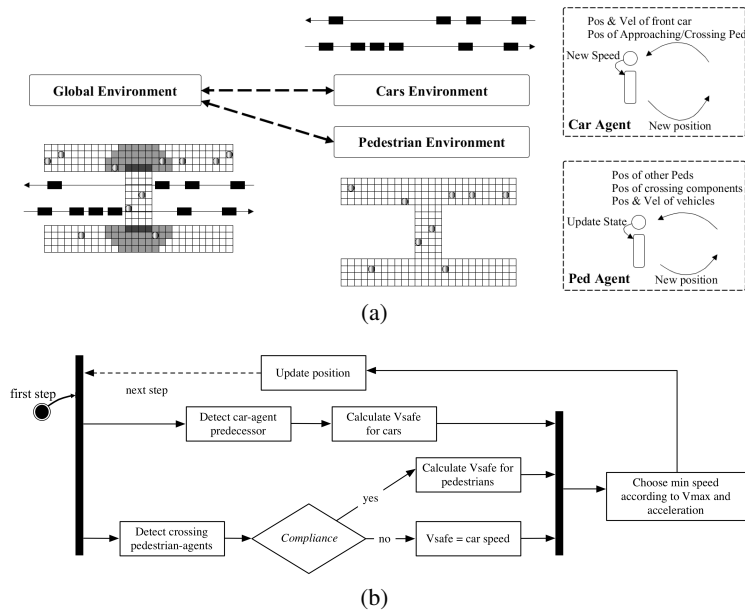 Global Environment
Cars Environment
Pedestrian Environment
Pos & Vel of front car
Pos of Approaching/Crossing Ped
New Speed
Car Agent
New position
Pos of other Peds
Pos of crossing components
Pos & Vel of vehicles
Update State
Ped Agent
New position
(a)
first step
next step
Update position
Detect car-agent
predecessor
Calculate Vsafe
for cars
Detect crossing
pedestrian-agents
Compliance
yes
no
Calculate Vsafe for
pedestrians
Vsafe = car speed
Choose min speed
according to Vmax and
acceleration
(b)